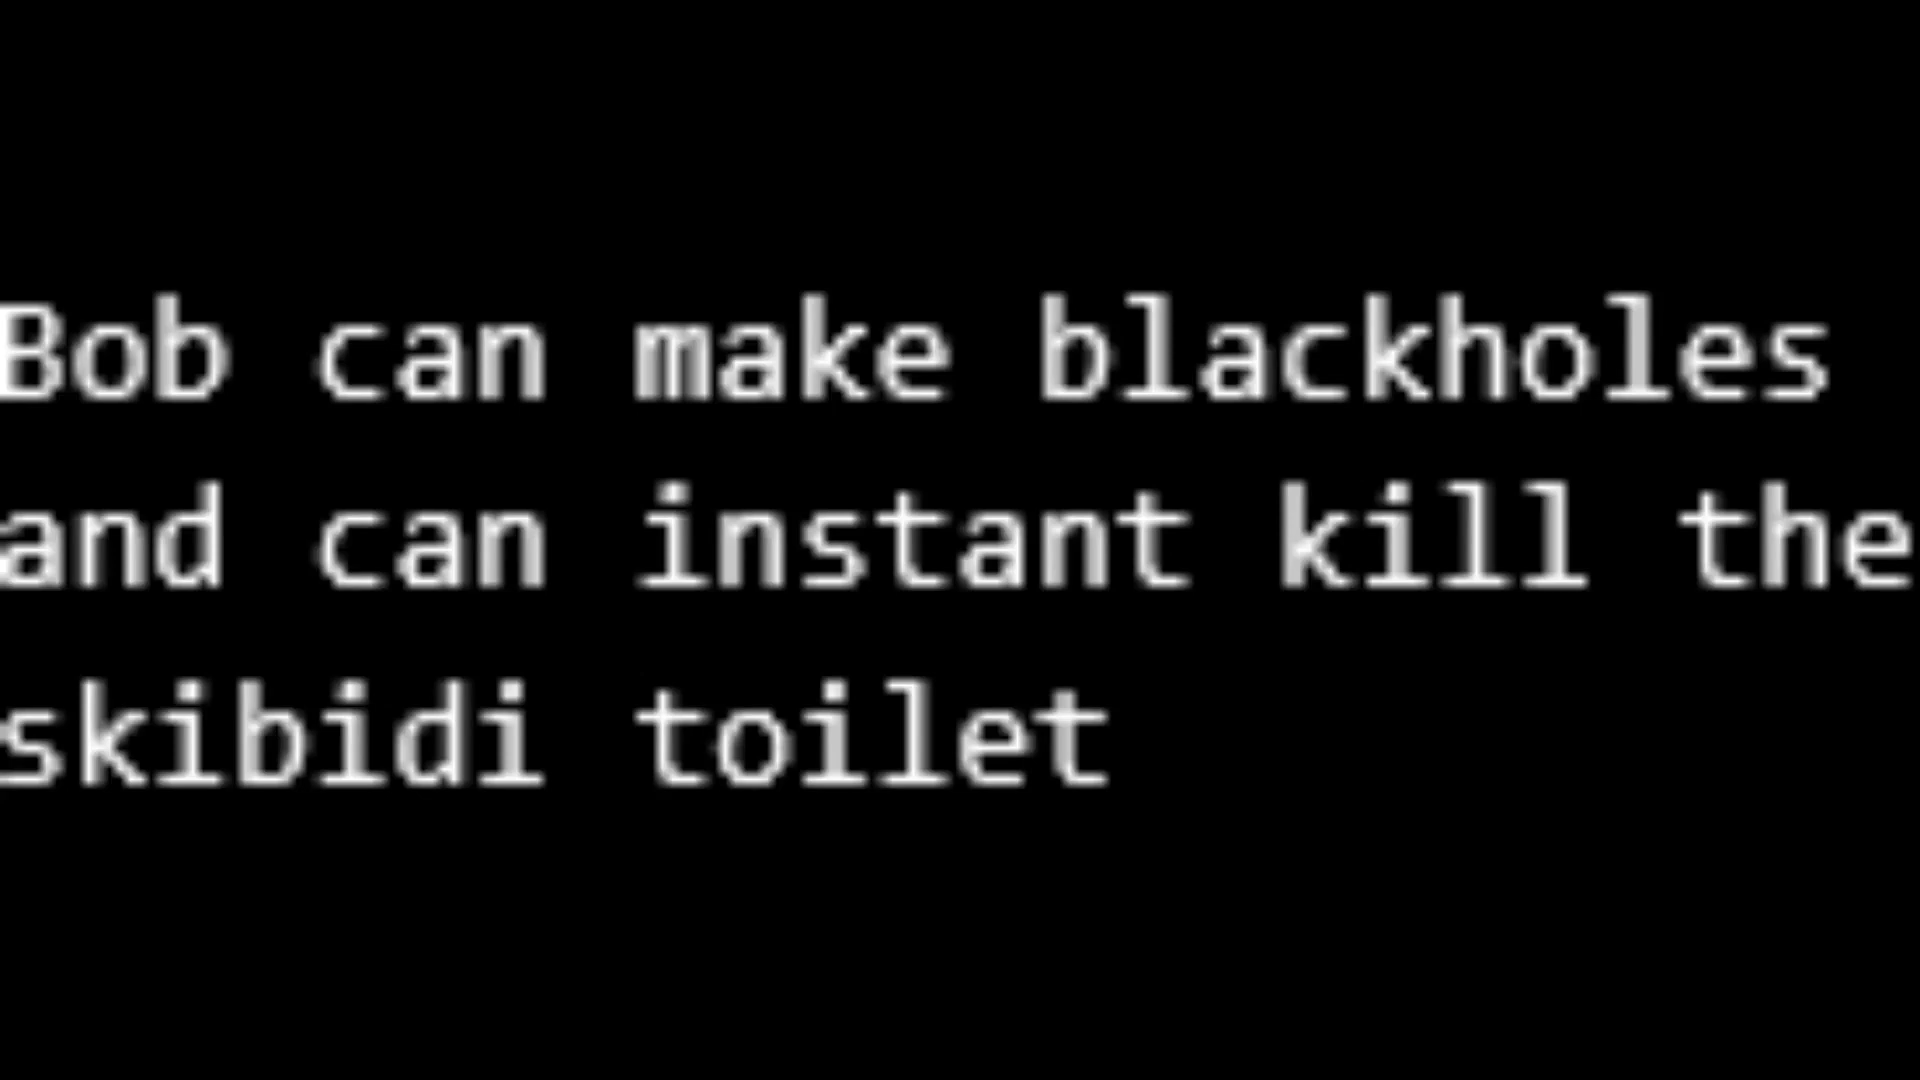 Bob can make blackholes
and can instant kill the
skibidi toilet